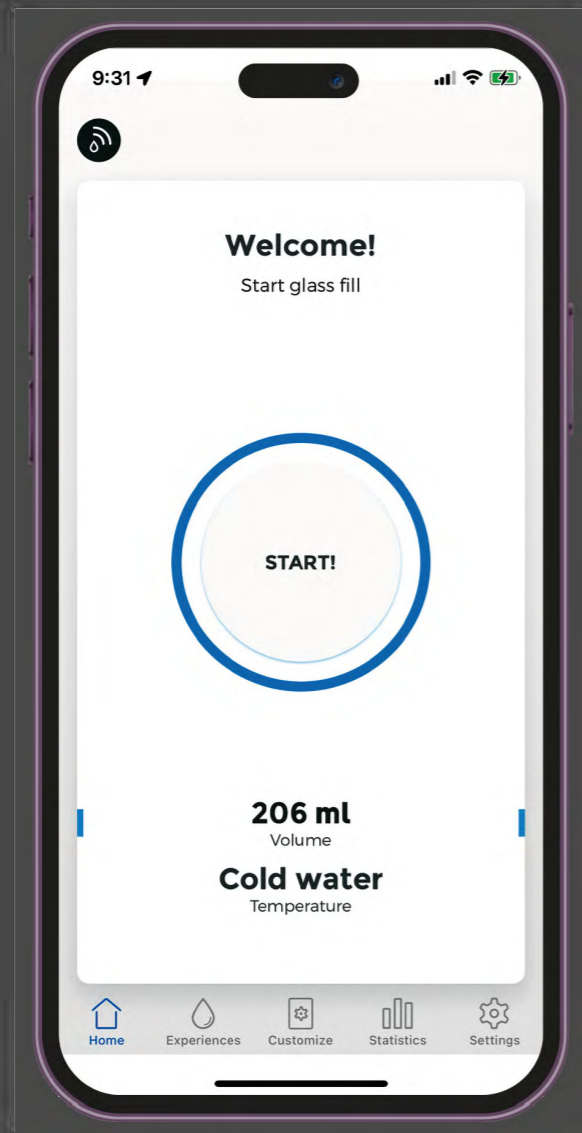 9:31
Welcome!
Start glass fill
START!
206 ml
Volume
Cold water
Temperature
Home
Experiences
Customize
Statistics
Settings